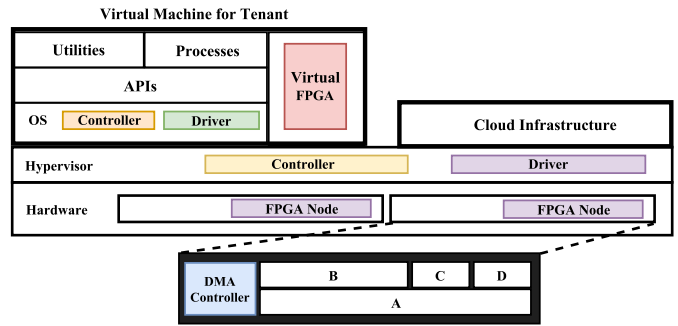 Virtual Machine for Tenant
Utilities
Processes
APIs
OS
Controller
Driver
Virtual
FPGA
Cloud Infrastructure
Hypervisor
Controller
Driver
Hardware
FPGA Node
FPGA Node
DMA
Controller
B
C
D
A